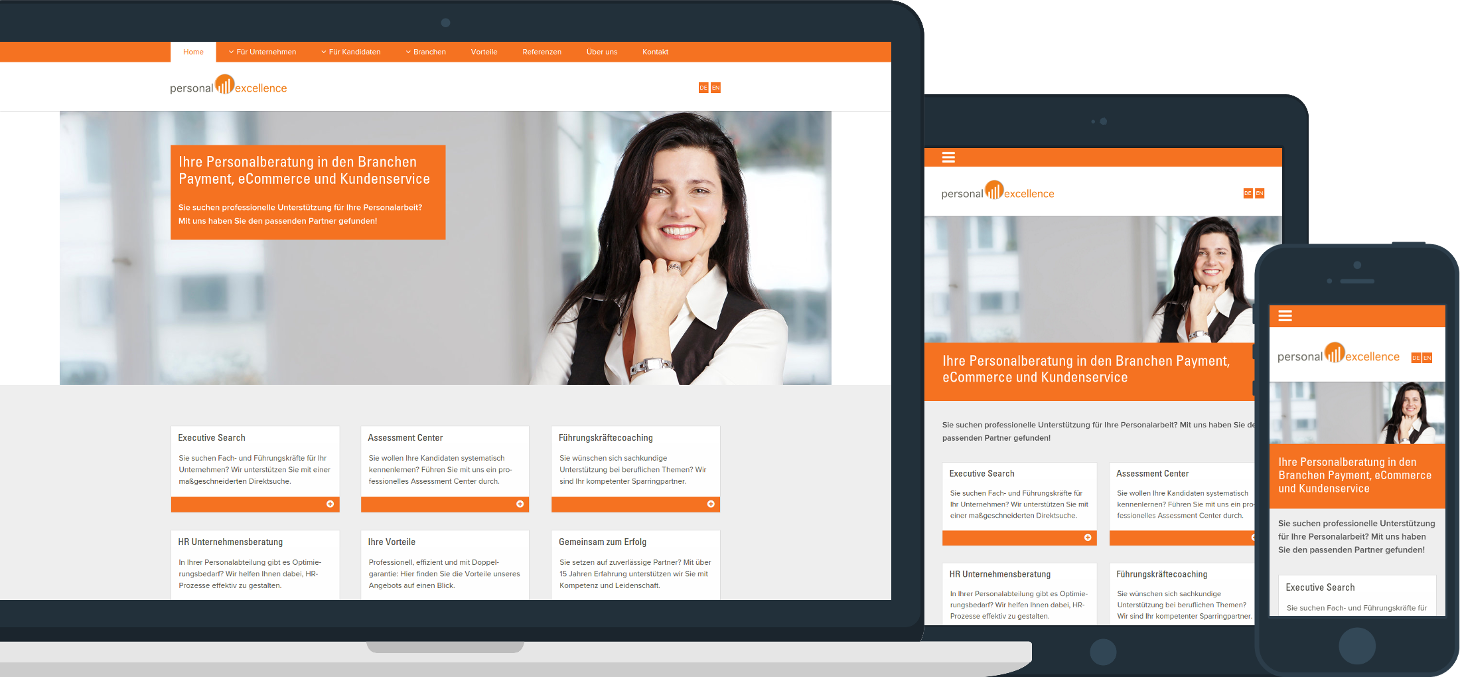 Home Für Unternehmen Für Kandidaten Branchen Vorteile Referenzen Über uns Kontakt
personal excellence
DE EN
Ihre Personalberatung in den Branchen
Payment, eCommerce und Kundenservice
Sie suchen professionelle Unterstützung für Ihre Personalarbeit?
Mit uns haben Sie den passenden Partner gefunden!
Executive Search
Sie suchen Fach- und Führungskräfte für Ihr
Unternehmen? Wir unterstützen Sie mit einer
maßgeschneiderten Direktsuche.
Assessment Center
Sie wollen Ihre Kandidaten systematisch
kennenlernen? Führen Sie mit uns ein pro-
fessionelles Assessment Center durch.
Führungskräftecoaching
Sie wünschen sich sachkundige
Unterstützung bei beruflichen Themen? Wir
sind Ihr kompetenter Sparringpartner.
HR Unternehmensberatung
In Ihrer Personalabteilung gibt es Optimie-
rungsbedarf? Wir helfen Ihnen dabei, HR-
Prozesse effektiv zu gestalten.
Ihre Vorteile
Professionell, effizient und mit Doppel-
garantie: Hier finden Sie die Vorteile unseres
Angebots auf einen Blick.
Gemeinsam zum Erfolg
Sie setzen auf zuverlässige Partner? Mit über
15 Jahren Erfahrung unterstützen wir Sie mit
Kompetenz und Leidenschaft.
personal excellence
DE EN
Ihre Personalberatung in den Branchen Payment,
eCommerce und Kundenservice
Sie suchen professionelle Unterstützung für Ihre Personalarbeit? Mit uns haben Sie de
passenden Partner gefunden!
Executive Search
Sie suchen Fach- und Führungskräfte für
Ihr Unternehmen? Wir unterstützen Sie mit
einer maßgeschneiderten Direktsuche.
Assessment Center
Sie wollen Ihre Kandidaten systematisch
kennenlernen? Führen Sie mit uns ein pro-
fessionelles Assessment Center durch.
HR Unternehmensberatung
In Ihrer Personalabteilung gibt es Optimie-
rungsbedarf? Wir helfen Ihnen dabei, HR-
Prozesse effektiv zu gestalten.
Führungskräftecoaching
Sie wünschen sich sachkundige
Unterstützung bei beruflichen Themen?
Wir sind Ihr kompetenter Sparringpartner.
personal excellence
DE EN
Ihre Personalberatung in den
Branchen Payment, eCommerce
und Kundenservice
Sie suchen professionelle Unterstützung
für Ihre Personalarbeit? Mit uns haben
Sie den passenden Partner gefunden!
Executive Search
Sie suchen Fach- und Führungskräfte für